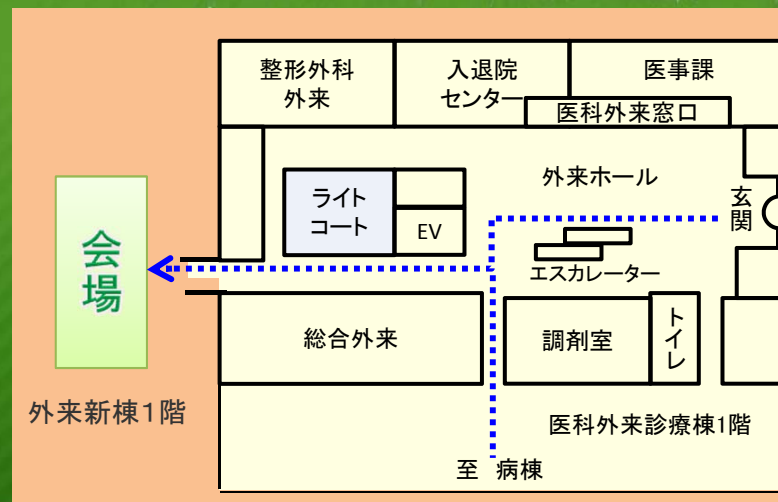 整形外科
外来
入退院
センター
医事課
医科外来窓口
外来ホール
玄関
ライト
コート
EV
エスカレーター
会場
総合外来
調剤室
トイレ
外来新棟1階
医科外来診療棟1階
至 病棟